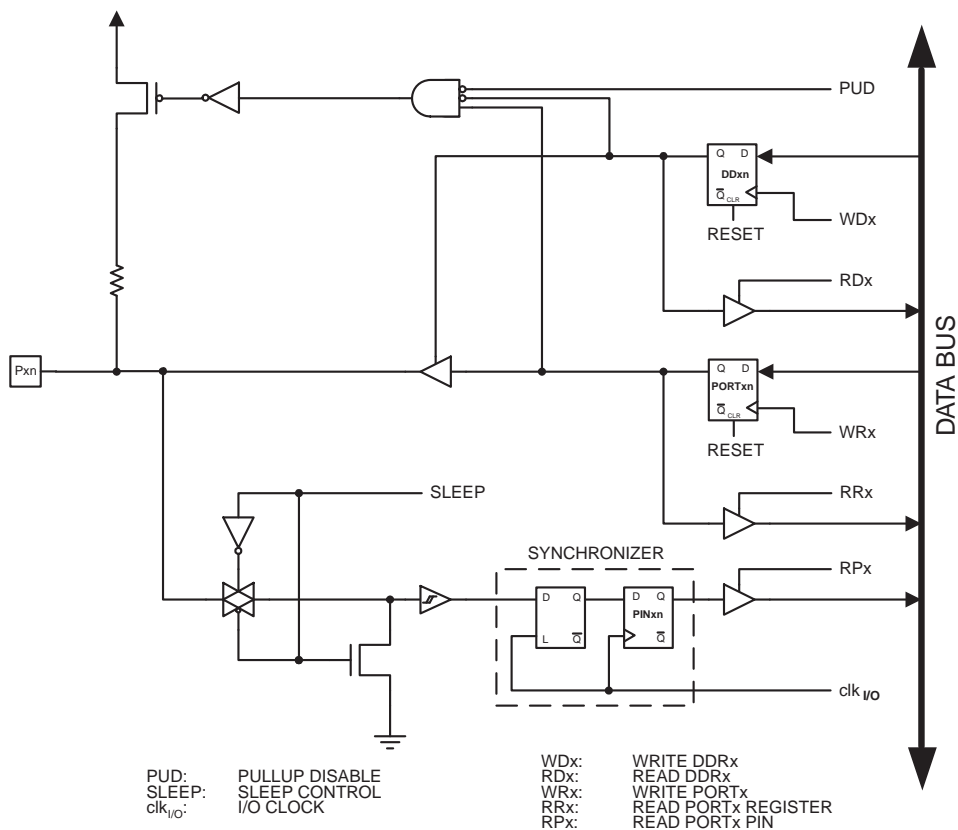 PUD
Q D
DDxn
Q CLR
WDx
RESET
RDx
Pxn
Q D
PORTxn
Q CLR
WRx
RESET
DATA BUS
SLEEP
RRx
SYNCHRONIZER
RPx
D Q
L Q
D Q
PINxn
Q
clk I/O
PUD: PULLUP DISABLE
SLEEP: SLEEP CONTROL
clkI/O: I/O CLOCK
WDx: WRITE DDRx
RDx: READ DDRx
WRx: WRITE PORTx
RRx: READ PORTx REGISTER
RPx: READ PORTx PIN